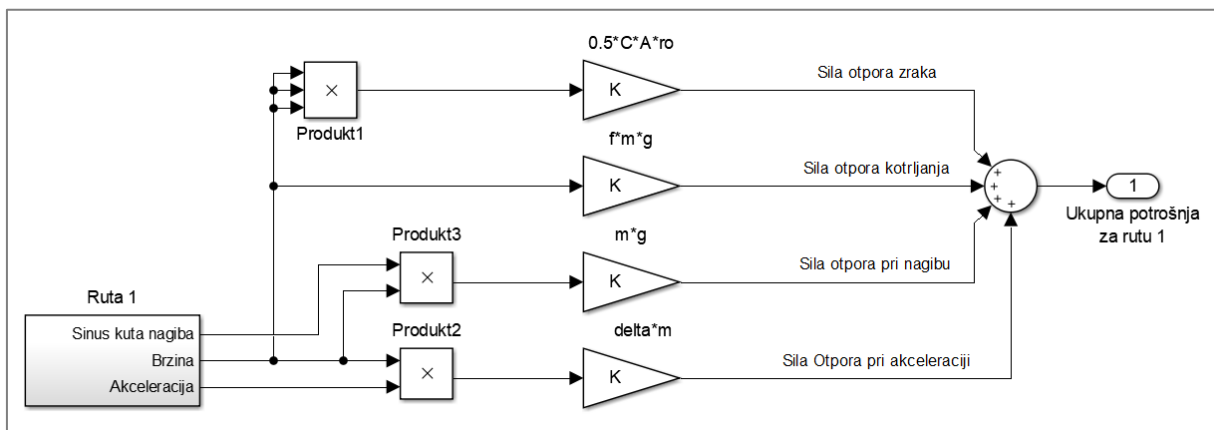 0.5*C*A*ro
K
Sila otpora zraka
×
Produkt1
f*m*g
K
Sila otpora kotrljanja
+
+
+
+
1
Ukupna potrošnja
za rutu 1
Produkt3
×
m*g
K
Sila otpora pri nagibu
Ruta 1
Sinus kuta nagiba
Brzina
Akceleracija
Produkt2
×
delta*m
K
Sila Otpora pri akceleraciji